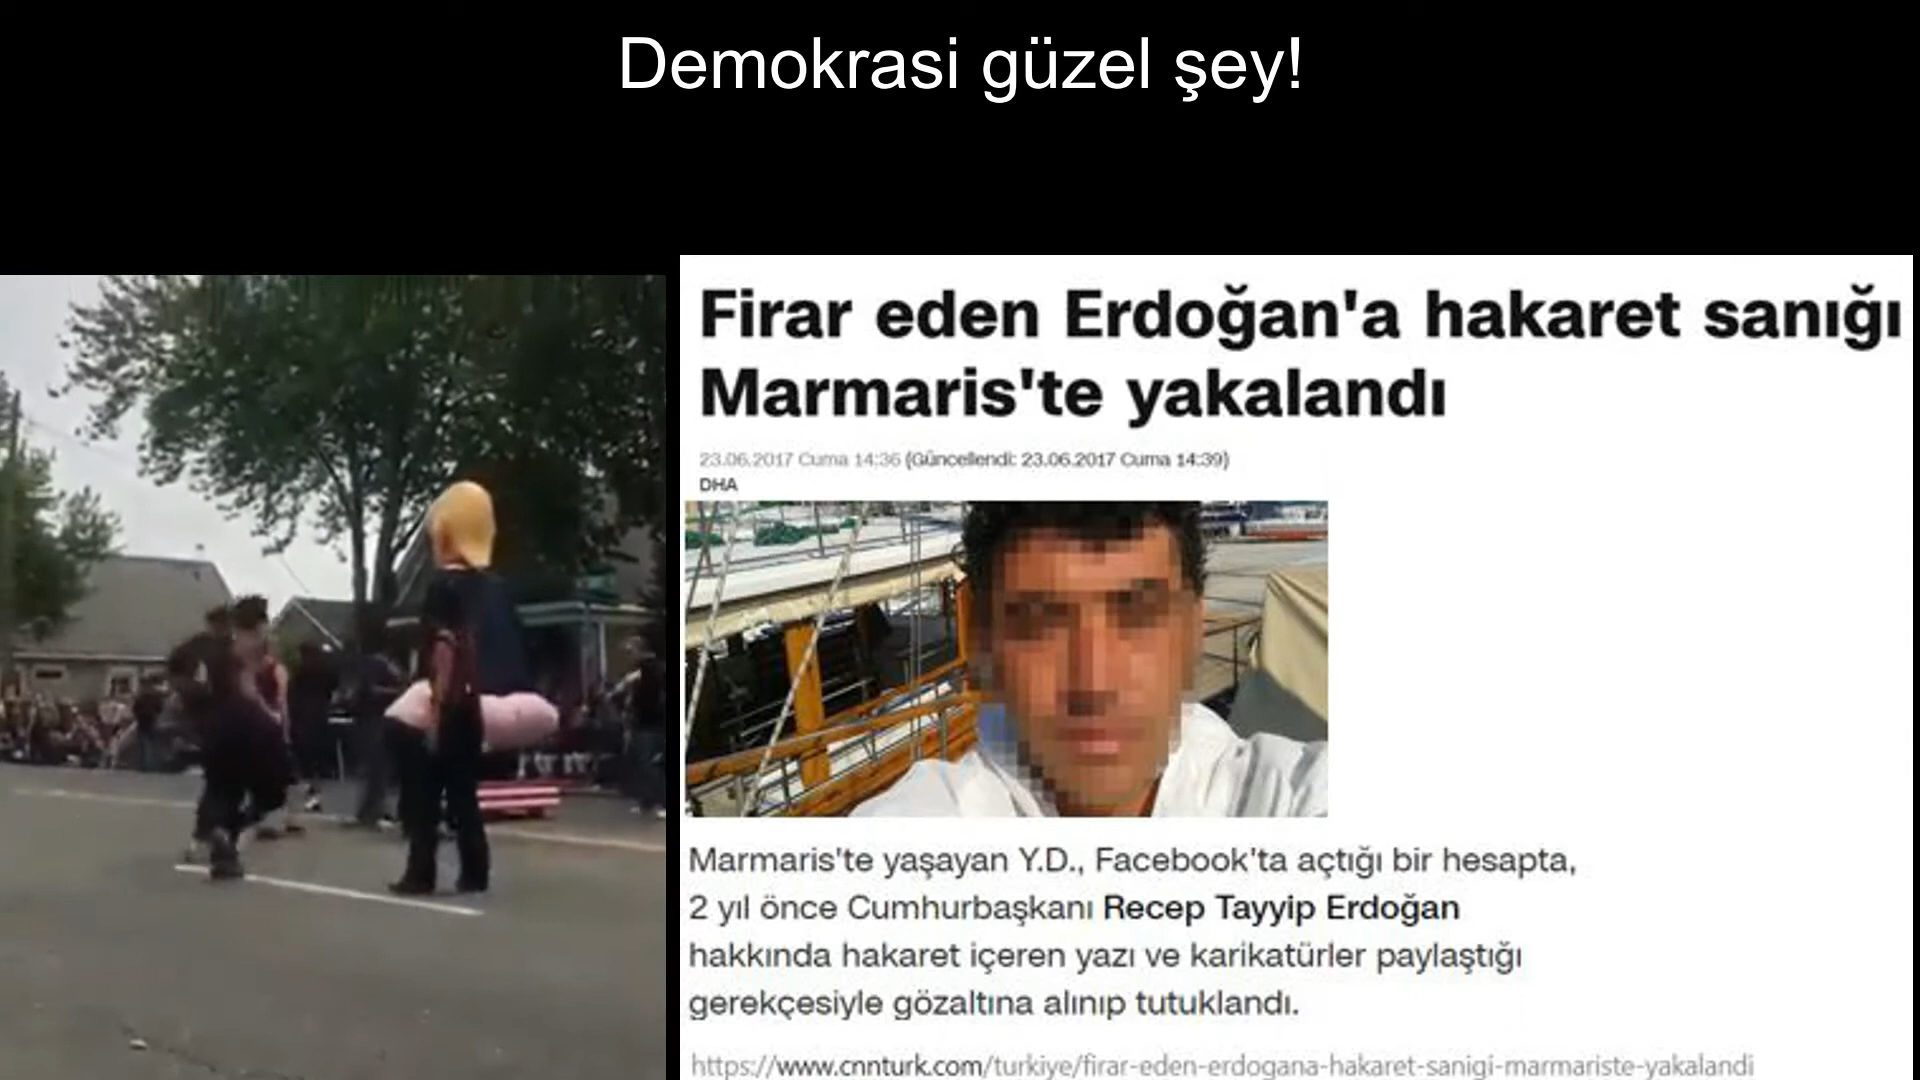 Demokrasi güzel şey!
Firar eden Erdoğan'a hakaret sanığı
Marmaris'te yakalandı
23.06.2017 Cuma 14:36 (Güncellendi: 23.06.2017 Cuma 14:39)
DHA
Marmaris'te yaşayan Y.D., Facebook'ta açtığı bir hesapta,
2 yıl önce Cumhurbaşkanı Recep Tayyip Erdoğan
hakkında hakaret içeren yazı ve karikatürler paylaştığı
gerekçesiyle gözaltına alınıp tutuklandı.
https://www.cnnturk.com/turkiye/firar-eden-erdogana-hakaret-sanigi-marmariste-yakalandi